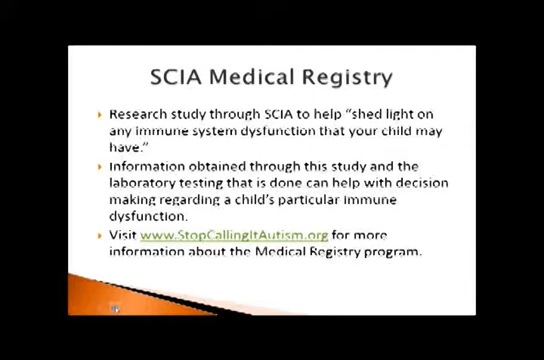 SCIA Medical Registry
Research study through SCIA to help “shed light on
any immune system dysfunction that your child may
have.”
Information obtained through this study and the
laboratory testing that is done can help with decision
making regarding a child's particular immune
dysfunction.
Visit www.StopCallingItAutism.org for more
information about the Medical Registry program.